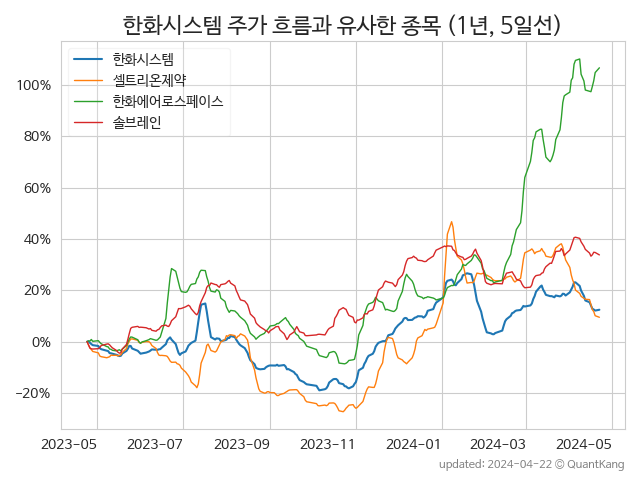 한화시스템 주가 흐름과 유사한 종목 (1년, 5일선)
한화시스템
셀트리온제약
한화에어로스페이스
솔브레인
100%
80%
60%
40%
20%
0%
−20%
2023-05 2023-07 2023-09 2023-11 2024-01 2024-03 2024-05
updated: 2024-04-22 © QuantKang